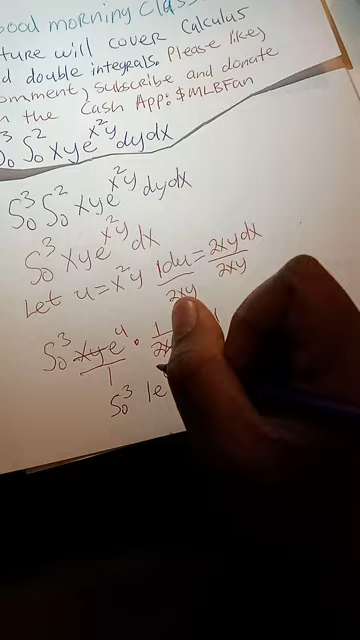 Good morning Class
ture will cover Calculus
d double integrals. Please like,
omment, subscribe and donate
n the Cash App: $MLBFan
∫₀³ ∫₀² xye^x²y dydx
∫₀³ ∫₀² xye^x²y dydx
∫₀³ xye^x²y dx
Let u = x²y 1du/2xy = 2xydx/2xy
∫₀³ xye^u/1 · 1/2x
∫₀³ 1e